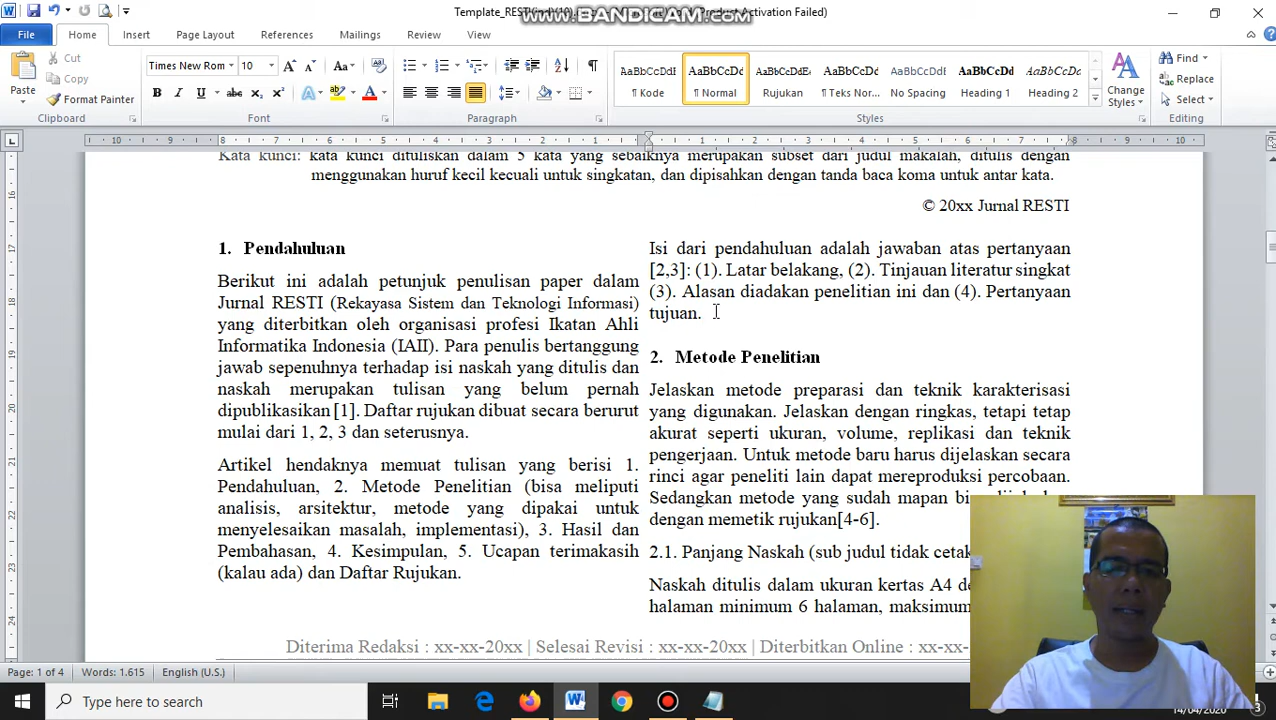 Template_RESTI
Product Activation Failed)
www.BANDICAM.com
File
Home
Insert
Page Layout
References
Mailings
Review
View
Paste
Cut
Copy
Format Painter
Clipboard
Times New Rom
10
Font
Paragraph
AaBbCcDdE
¶ Kode
AaBbCcDc
¶ Normal
AaBbCcDdE
Rujukan
AaBbCcDc
¶ Teks Nor...
AaBbCcDd
No Spacing
AaBbCcD
Heading 1
AaBbCcDd
Heading 2
Change
Styles
Styles
Find
Replace
Select
Editing
Kata kunci: kata kunci dituliskan dalam 5 kata yang sebaiknya merupakan subset dari judul makalah, ditulis dengan
menggunakan huruf kecil kecuali untuk singkatan, dan dipisahkan dengan tanda baca koma untuk antar kata.
© 20xx Jurnal RESTI
1. Pendahuluan
Berikut ini adalah petunjuk penulisan paper dalam
Jurnal RESTI (Rekayasa Sistem dan Teknologi Informasi)
yang diterbitkan oleh organisasi profesi Ikatan Ahli
Informatika Indonesia (IAII). Para penulis bertanggung
jawab sepenuhnya terhadap isi naskah yang ditulis dan
naskah merupakan tulisan yang belum pernah
dipublikasikan [1]. Daftar rujukan dibuat secara berurut
mulai dari 1, 2, 3 dan seterusnya.
Artikel hendaknya memuat tulisan yang berisi 1.
Pendahuluan, 2. Metode Penelitian (bisa meliputi
analisis, arsitektur, metode yang dipakai untuk
menyelesaikan masalah, implementasi), 3. Hasil dan
Pembahasan, 4. Kesimpulan, 5. Ucapan terimakasih
(kalau ada) dan Daftar Rujukan.
Isi dari pendahuluan adalah jawaban atas pertanyaan
[2,3]: (1). Latar belakang, (2). Tinjauan literatur singkat
(3). Alasan diadakan penelitian ini dan (4). Pertanyaan
tujuan.
2. Metode Penelitian
Jelaskan metode preparasi dan teknik karakterisasi
yang digunakan. Jelaskan dengan ringkas, tetapi tetap
akurat seperti ukuran, volume, replikasi dan teknik
pengerjaan. Untuk metode baru harus dijelaskan secara
rinci agar peneliti lain dapat mereproduksi percobaan.
Sedangkan metode yang sudah mapan
dengan memetik rujukan[4-6].
2.1. Panjang Naskah (sub judul tidak cetak
Naskah ditulis dalam ukuran kertas A4
halaman minimum 6 halaman, maksimum
Diterima Redaksi : xx-xx-20xx | Selesai Revisi : xx-xx-20xx | Diterbitkan Online : xx-xx-
Page: 1 of 4
Words: 1.615
English (U.S.)
Type here to search
14/04/2020